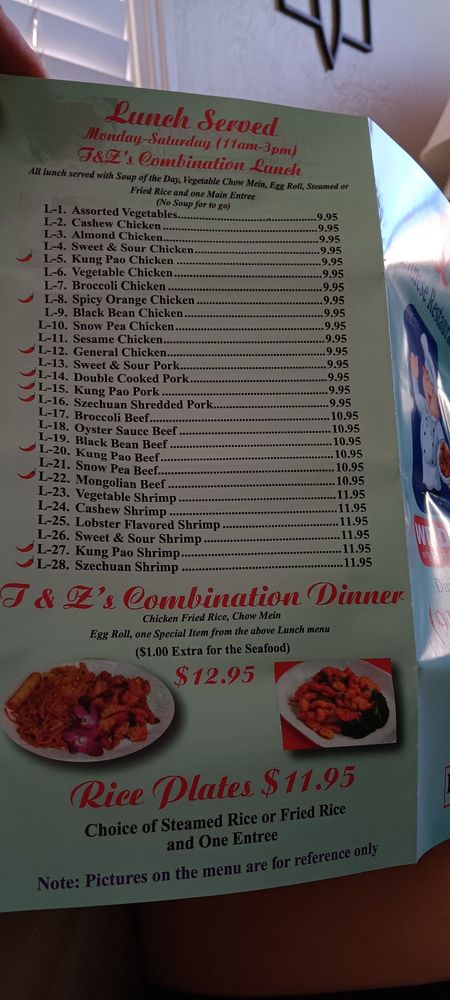 Lunch Served
Monday-Saturday (11am-3pm)
T&Z's Combination Lunch
All lunch served with Soup of the Day, Vegetable Chow Mein, Egg Roll, Steamed or
Fried Rice and one Main Entree
(No Soup for to go)
L-1. Assorted Vegetables 9.95
L-2. Cashew Chicken 9.95
L-3. Almond Chicken 9.95
L-4. Sweet & Sour Chicken 9.95
L-5. Kung Pao Chicken 9.95
L-6. Vegetable Chicken 9.95
L-7. Broccoli Chicken 9.95
L-8. Spicy Orange Chicken 9.95
L-9. Black Bean Chicken 9.95
L-10. Snow Pea Chicken 9.95
L-11. Sesame Chicken 9.95
L-12. General Chicken 9.95
L-13. Sweet & Sour Pork 9.95
L-14. Double Cooked Pork 9.95
L-15. Kung Pao Pork 9.95
L-16. Szechuan Shredded Pork 9.95
L-17. Broccoli Beef 10.95
L-18. Oyster Sauce Beef 10.95
L-19. Black Bean Beef 10.95
L-20. Kung Pao Beef 10.95
L-21. Snow Pea Beef 10.95
L-22. Mongolian Beef 10.95
L-23. Vegetable Shrimp 11.95
L-24. Cashew Shrimp 11.95
L-25. Lobster Flavored Shrimp 11.95
L-26. Sweet & Sour Shrimp 11.95
L-27. Kung Pao Shrimp 11.95
L-28. Szechuan Shrimp 11.95
T & Z's Combination Dinner
Chicken Fried Rice, Chow Mein
Egg Roll, one Special Item from the above Lunch menu
($1.00 Extra for the Seafood)
$12.95
Rice Plates $11.95
Choice of Steamed Rice or Fried Rice
and One Entree
Note: Pictures on the menu are for reference only